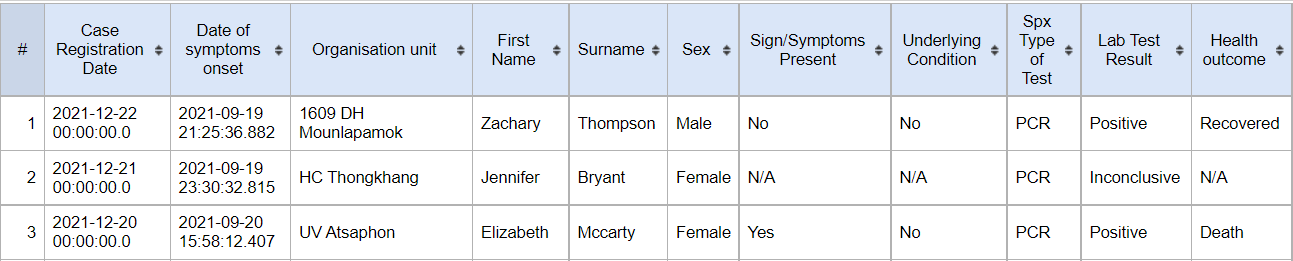 # Case Registration Date Date of symptoms onset Organisation unit First Name Surname Sex Sign/Symptoms Present Underlying Condition Spx Type of Test Lab Test Result Health outcome
1 2021-12-22 00:00:00.0 2021-09-19 21:25:36.882 1609 DH Mounlapamok Zachary Thompson Male No No PCR Positive Recovered
2 2021-12-21 00:00:00.0 2021-09-19 23:30:32.815 HC Thongkhang Jennifer Bryant Female N/A N/A PCR Inconclusive N/A
3 2021-12-20 00:00:00.0 2021-09-20 15:58:12.407 UV Atsaphon Elizabeth Mccarty Female Yes No PCR Positive Death